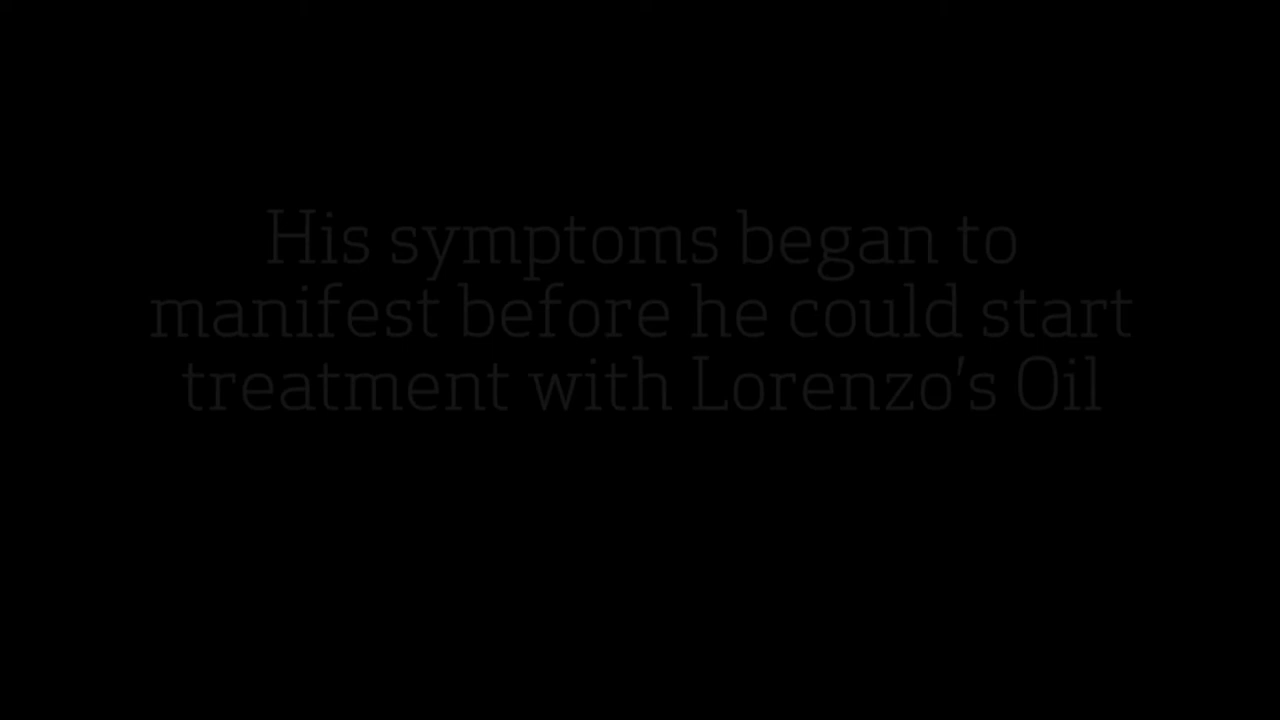 His symptoms began to
manifest before he could start
treatment with Lorenzo's Oil